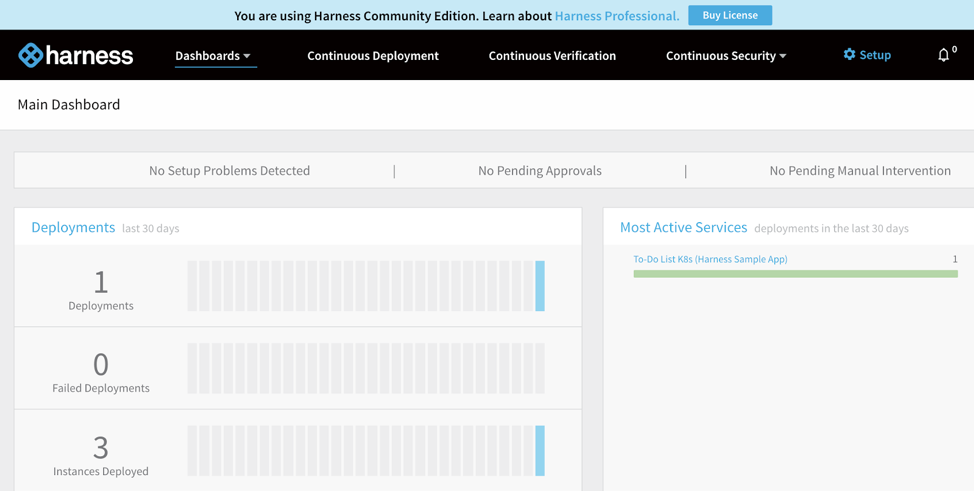 You are using Harness Community Edition. Learn about Harness Professional. Buy License
harness Dashboards Continuous Deployment Continuous Verification Continuous Security Setup 0
Main Dashboard
No Setup Problems Detected | No Pending Approvals | No Pending Manual Intervention
Deployments last 30 days
1
Deployments
0
Failed Deployments
3
Instances Deployed
Most Active Services deployments in the last 30 days
To-Do List K8s (Harness Sample App) 1